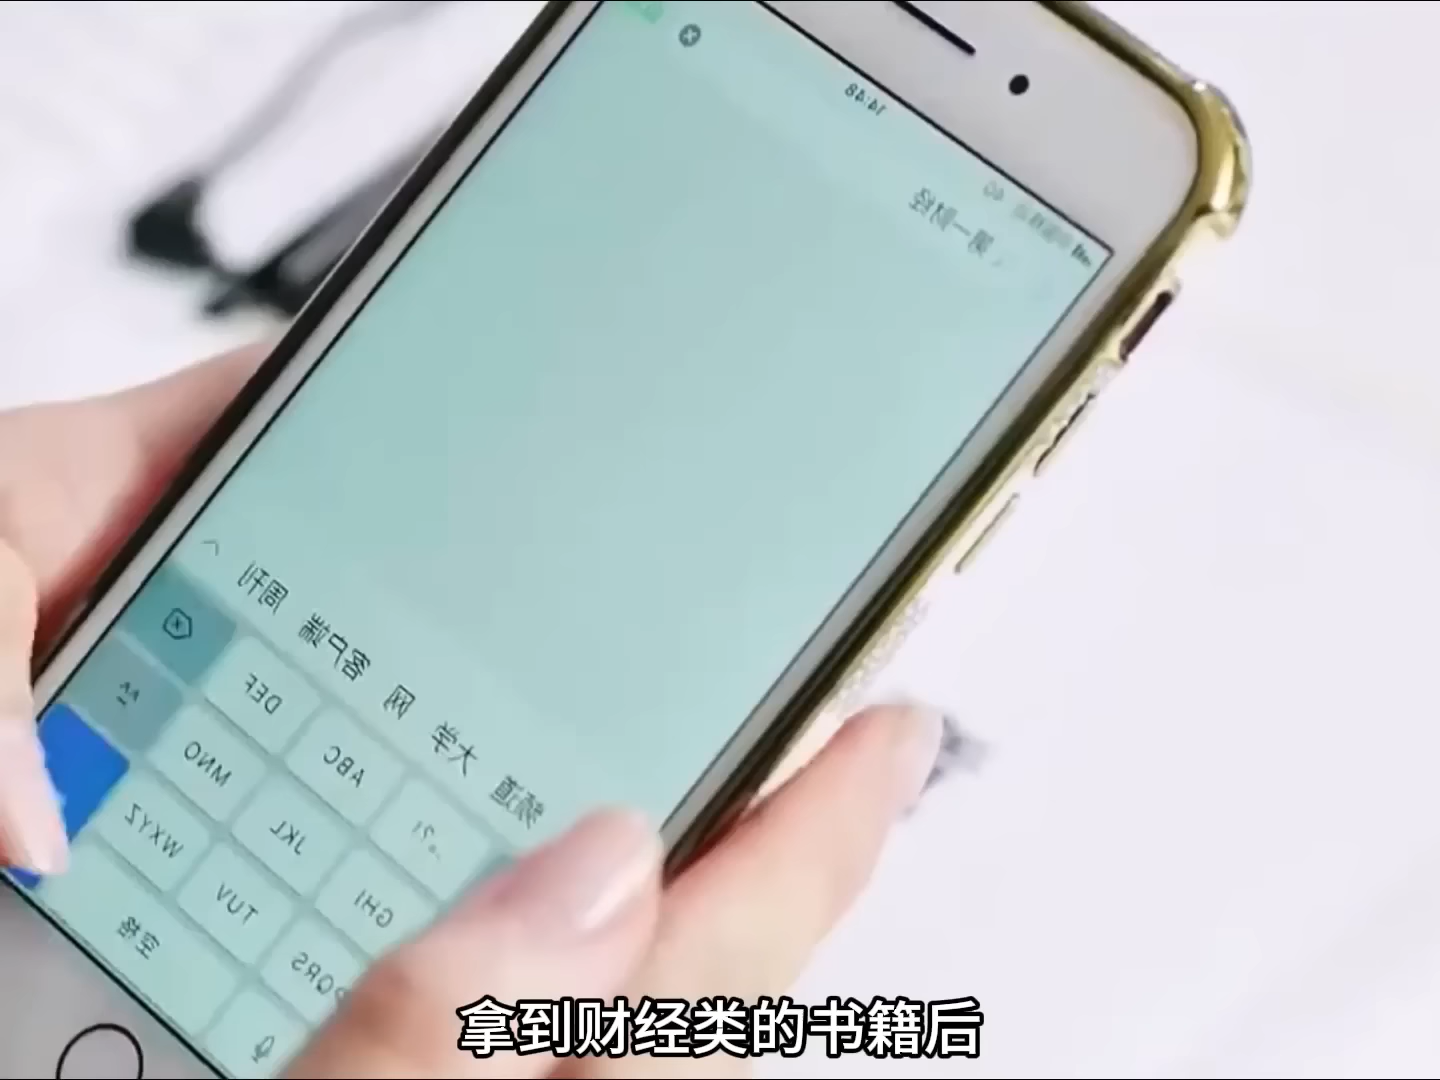 14:48
第一财经
周刊 客户端 网 大学 频道
ABC DEF
GHI JKL MNO
PQRS TUV WXYZ
空格
拿到财经类的书籍后